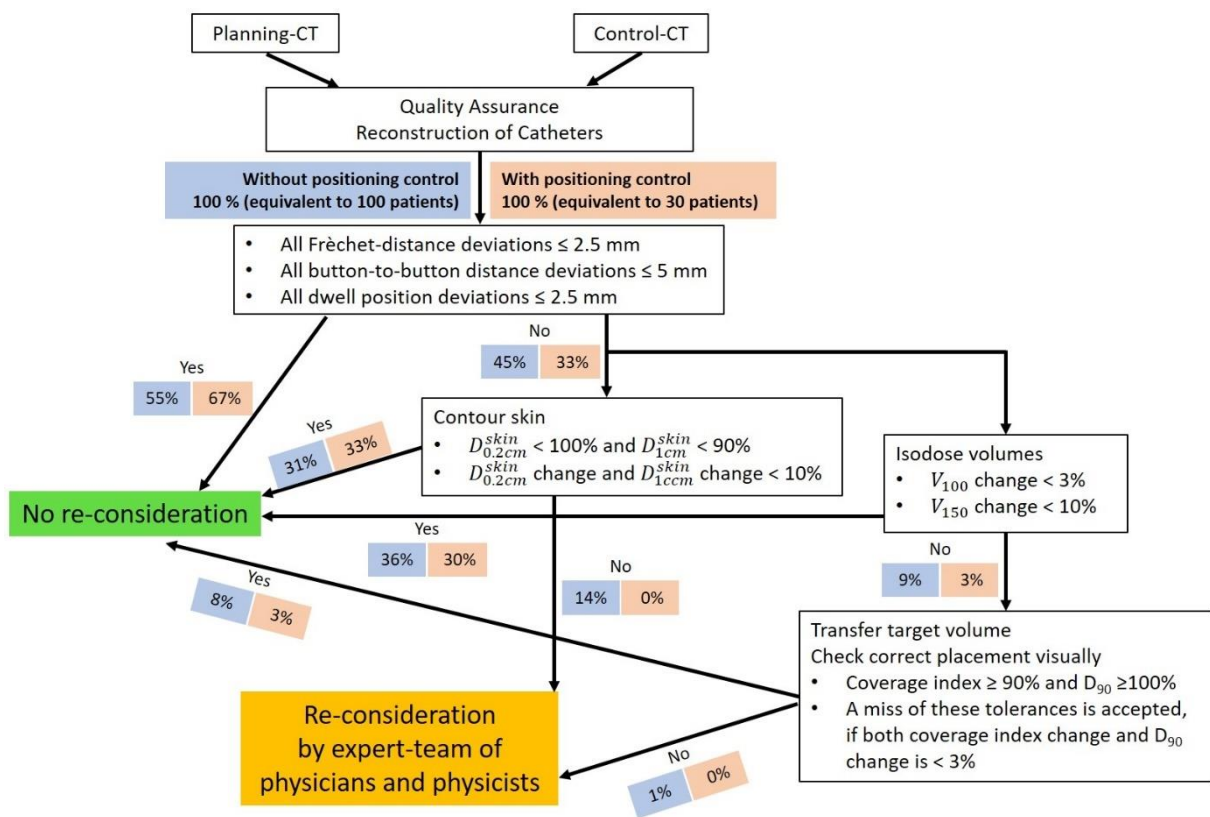 Planning-CT
Control-CT
Quality Assurance
Reconstruction of Catheters
Without positioning control
100 % (equivalent to 100 patients)
With positioning control
100 % (equivalent to 30 patients)
• All Frèchet-distance deviations ≤ 2.5 mm
• All button-to-button distance deviations ≤ 5 mm
• All dwell position deviations ≤ 2.5 mm
No
45% 33%
Yes
55% 67%
Contour skin
• D_{0.2cm}^{skin} < 100% and D_{1cm}^{skin} < 90%
• D_{0.2cm}^{skin} change and D_{1ccm}^{skin} change < 10%
Yes
31% 33%
Isodose volumes
• V_{100} change < 3%
• V_{150} change < 10%
No re-consideration
Yes
36% 30%
No
14% 0%
No
9% 3%
Yes
8% 3%
Transfer target volume
Check correct placement visually
• Coverage index ≥ 90% and D₉₀ ≥100%
• A miss of these tolerances is accepted,
if both coverage index change and D₉₀
change is < 3%
Re-consideration
by expert-team of
physicians and physicists
No
1% 0%